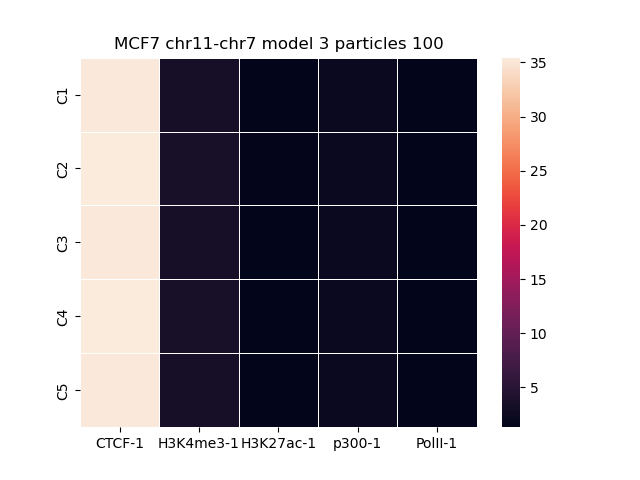 MCF7 chr11-chr7 model 3 particles 100
C1
C2
C3
C4
C5
CTCF-1 H3K4me3-1 H3K27ac-1 p300-1 PolII-1
35
30
25
20
15
10
5